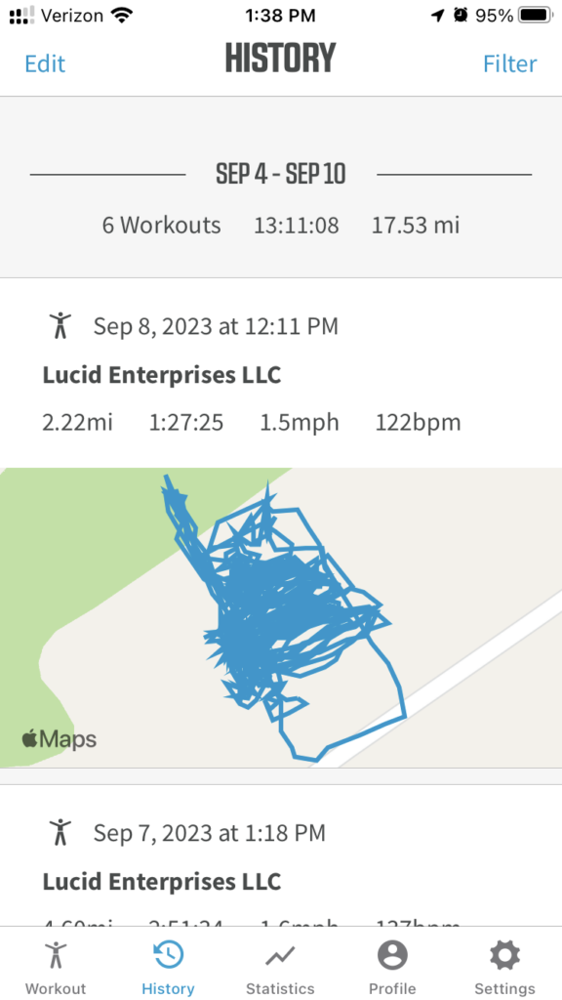 Verizon 1:38 PM 95%
Edit HISTORY Filter
SEP 4 - SEP 10
6 Workouts 13:11:08 17.53 mi
Sep 8, 2023 at 12:11 PM
Lucid Enterprises LLC
2.22mi 1:27:25 1.5mph 122bpm
Maps
Sep 7, 2023 at 1:18 PM
Lucid Enterprises LLC
Workout History Statistics Profile Settings